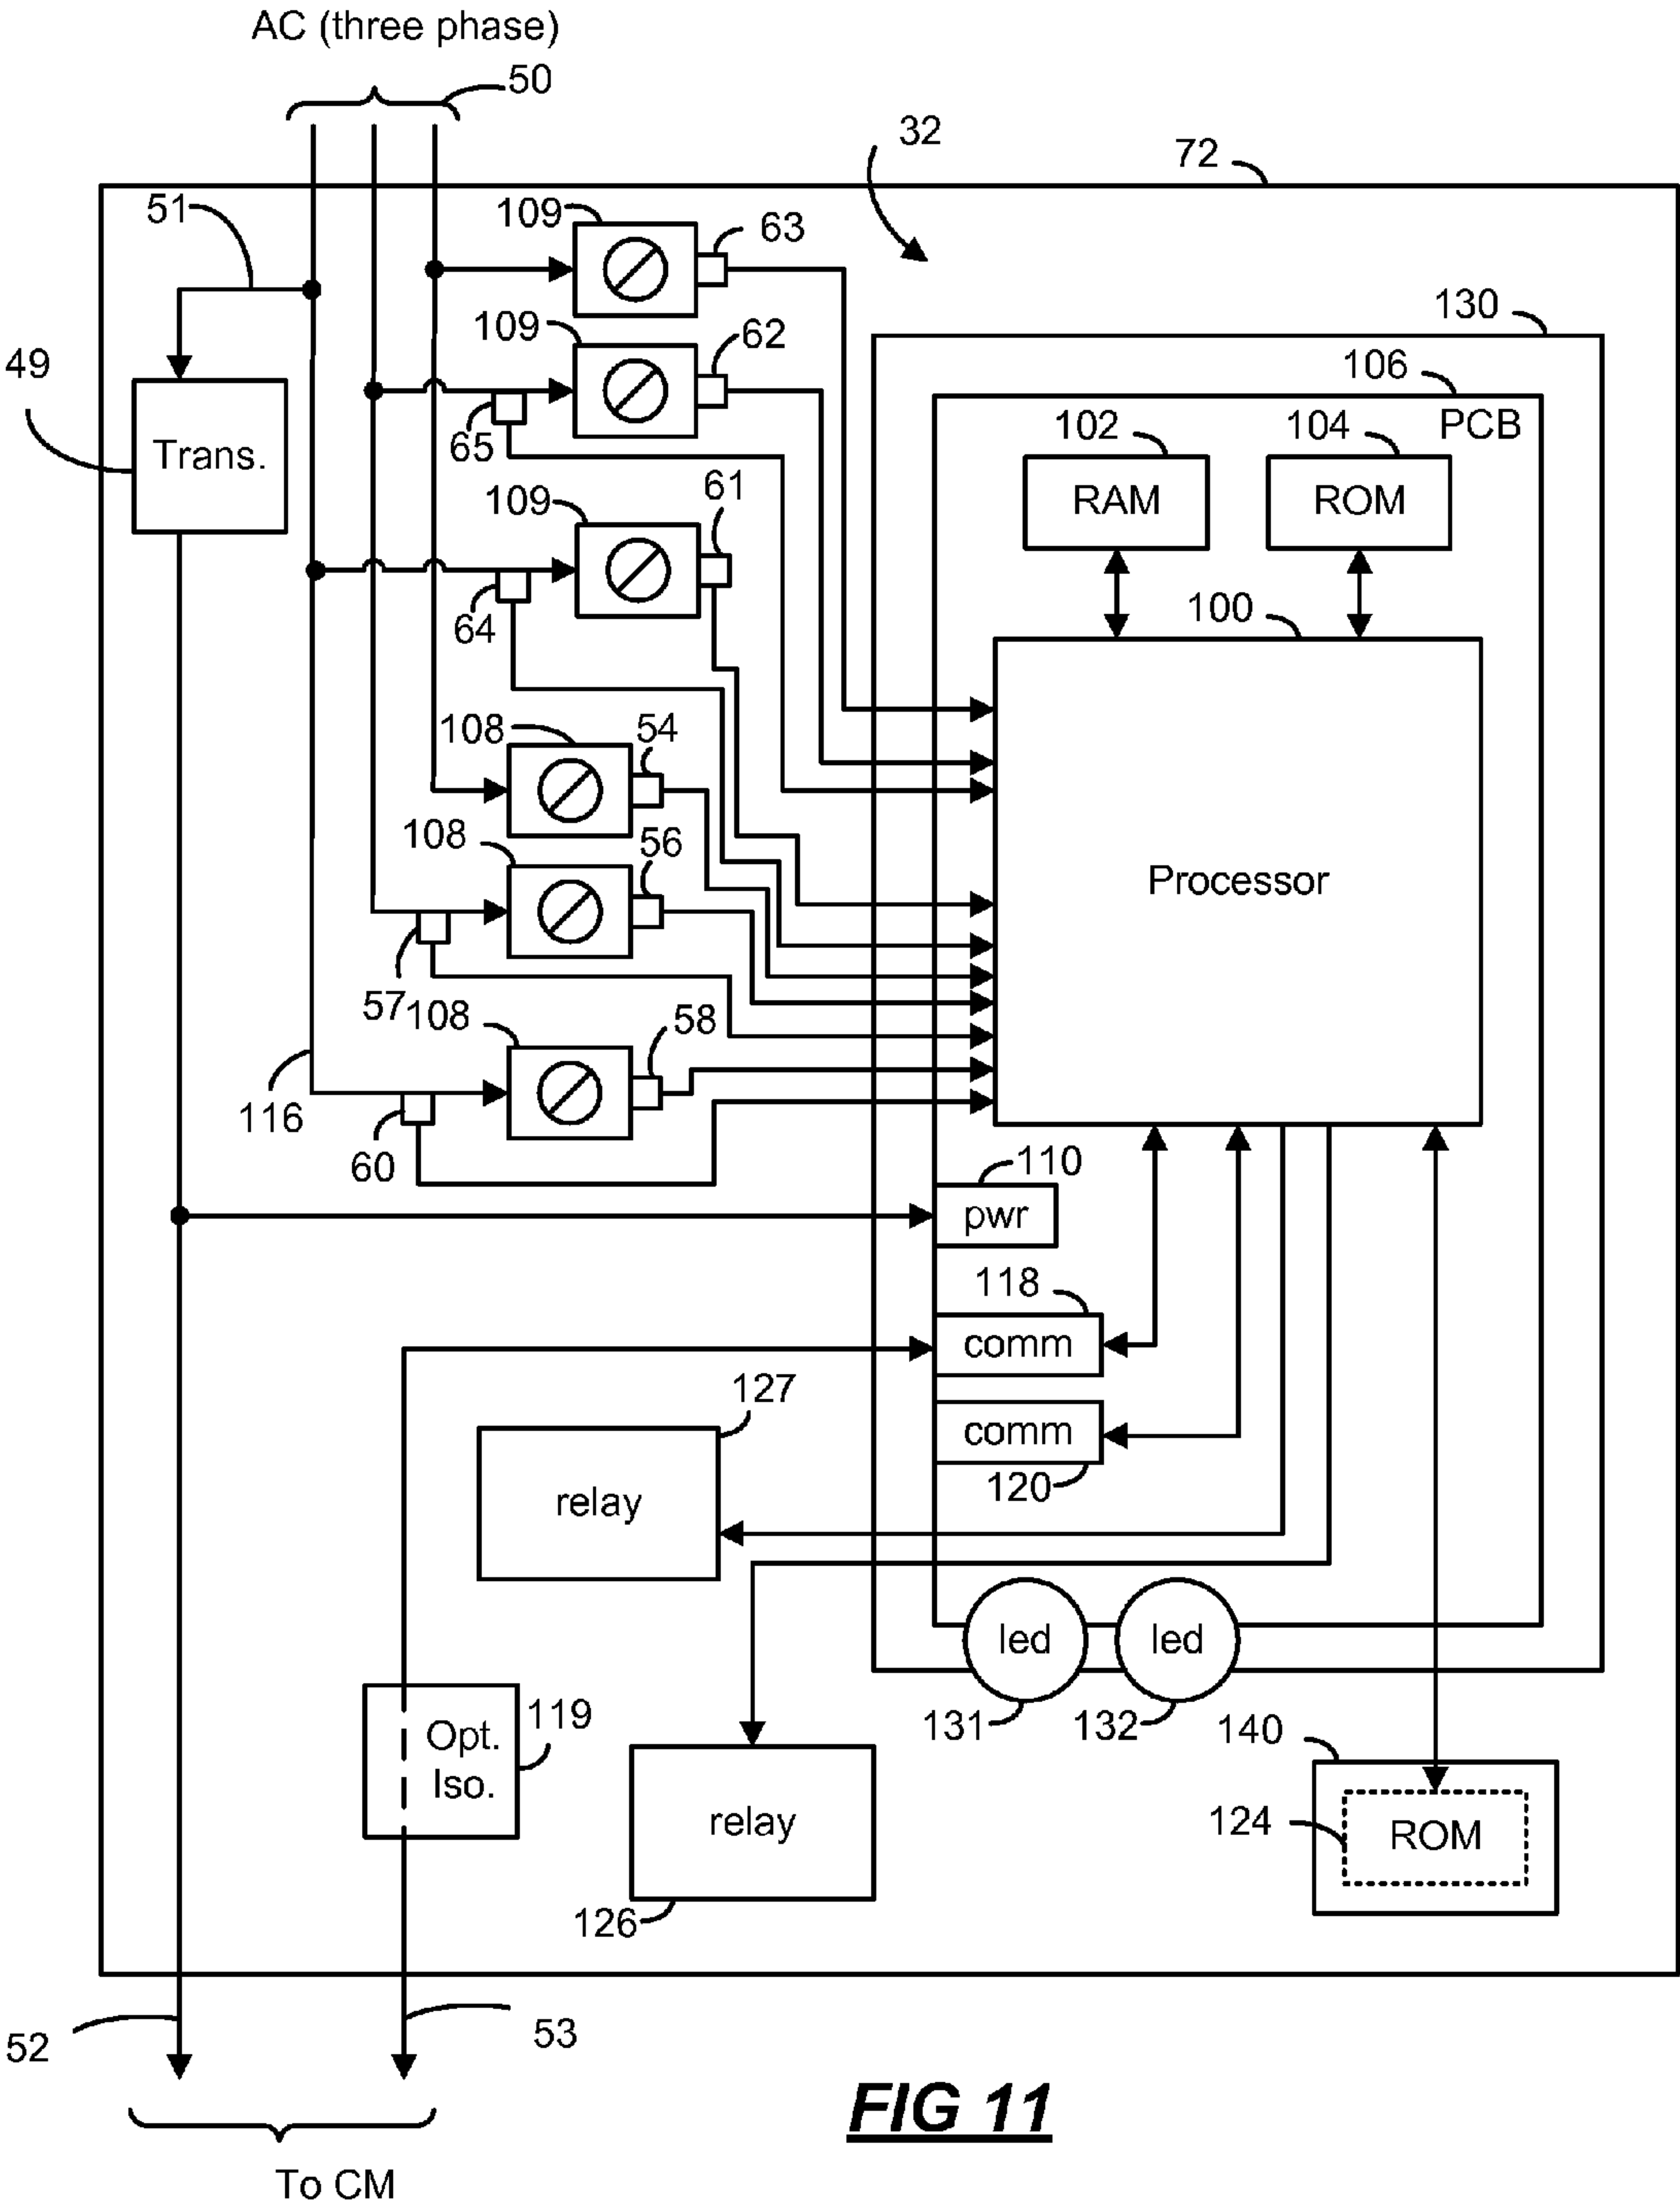 AC (three phase)
50
32
72
51
109
63
130
109
62
106
49
PCB
102
104
65
Trans.
61
109
RAM
ROM
100
64
54
108
108
56
Processor
57
108
58
116
60
110
pwr
118
comm
127
comm
120
relay
led
led
131
132
119
140
Opt.
Iso.
relay
124
ROM
126
52
53
FIG 11
To CM